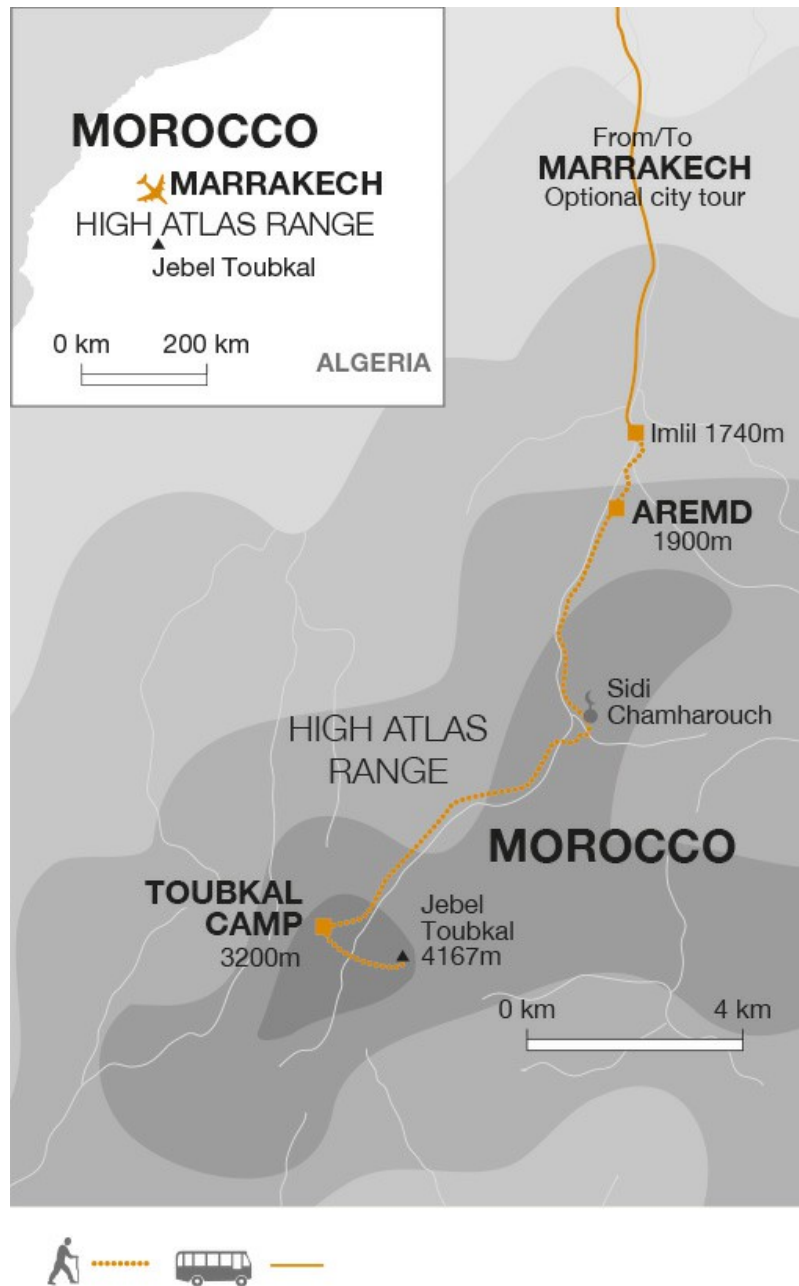 MOROCCO
MARRAKECH
HIGH ATLAS RANGE
Jebel Toubkal
0 km 200 km
ALGERIA
From/To
MARRAKECH
Optional city tour
Imlil 1740m
AREMD
1900m
Sidi
Chamharouch
HIGH ATLAS
RANGE
MOROCCO
TOUBKAL
CAMP
3200m
Jebel
Toubkal
4167m
0 km 4 km